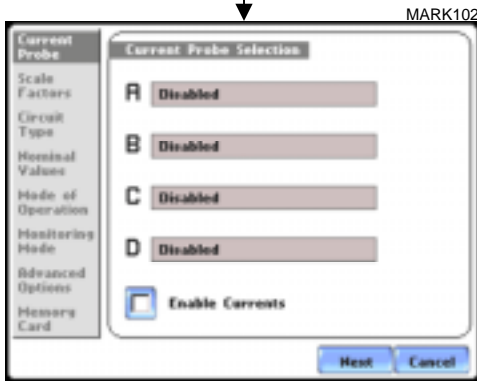 MARK102
Current
Probe
Scale
Factors
Circuit
Type
Nominal
Values
Mode of
Operation
Monitoring
Mode
Advanced
Options
Memory
Card
Current Probe Selection
A Disabled
B Disabled
C Disabled
D Disabled
Enable Currents
Next Cancel